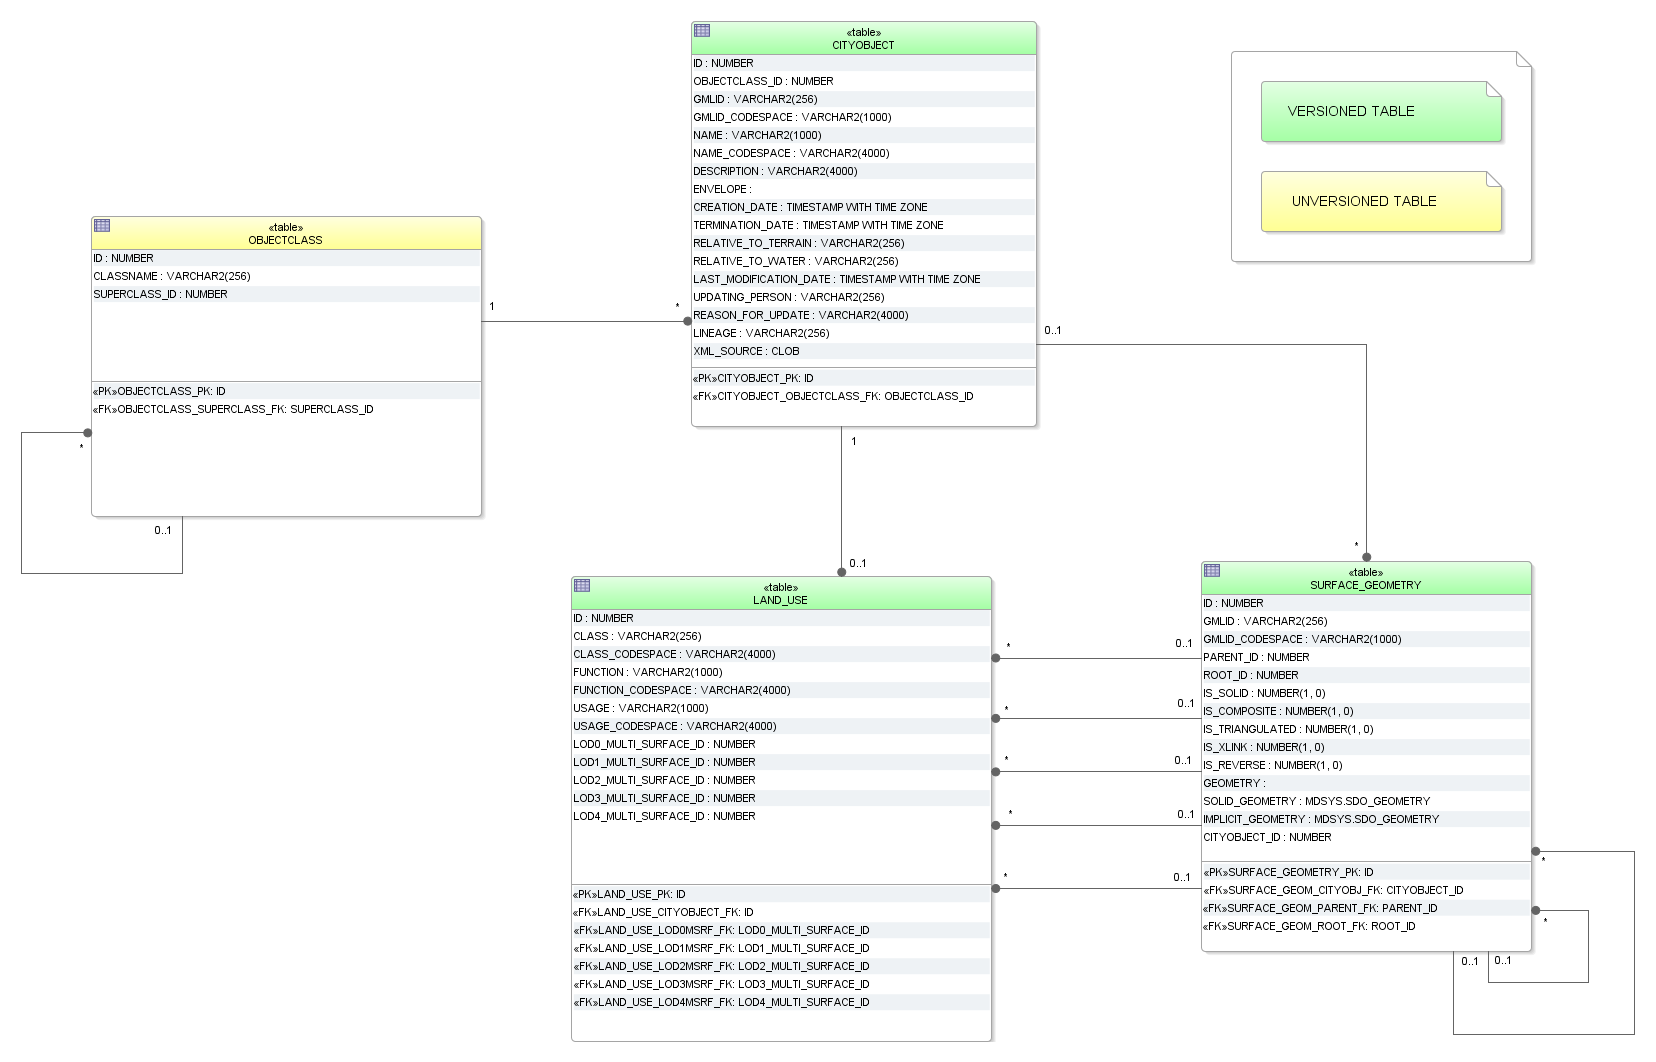 «table»
CITYOBJECT
ID : NUMBER
OBJECTCLASS_ID : NUMBER
GMLID : VARCHAR2(256)
GMLID_CODESPACE : VARCHAR2(1000)
NAME : VARCHAR2(1000)
NAME_CODESPACE : VARCHAR2(4000)
DESCRIPTION : VARCHAR2(4000)
ENVELOPE :
CREATION_DATE : TIMESTAMP WITH TIME ZONE
TERMINATION_DATE : TIMESTAMP WITH TIME ZONE
RELATIVE_TO_TERRAIN : VARCHAR2(256)
RELATIVE_TO_WATER : VARCHAR2(256)
LAST_MODIFICATION_DATE : TIMESTAMP WITH TIME ZONE
UPDATING_PERSON : VARCHAR2(256)
REASON_FOR_UPDATE : VARCHAR2(4000)
LINEAGE : VARCHAR2(256)
XML_SOURCE : CLOB
«PK»CITYOBJECT_PK: ID
«FK»CITYOBJECT_OBJECTCLASS_FK: OBJECTCLASS_ID
VERSIONED TABLE
UNVERSIONED TABLE
«table»
OBJECTCLASS
ID : NUMBER
CLASSNAME : VARCHAR2(256)
SUPERCLASS_ID : NUMBER
«PK»OBJECTCLASS_PK: ID
«FK»OBJECTCLASS_SUPERCLASS_FK: SUPERCLASS_ID
*
0..1
1
*
0..1
*
1
0..1
«table»
LAND_USE
ID : NUMBER
CLASS : VARCHAR2(256)
CLASS_CODESPACE : VARCHAR2(4000)
FUNCTION : VARCHAR2(1000)
FUNCTION_CODESPACE : VARCHAR2(4000)
USAGE : VARCHAR2(1000)
USAGE_CODESPACE : VARCHAR2(4000)
LOD0_MULTI_SURFACE_ID : NUMBER
LOD1_MULTI_SURFACE_ID : NUMBER
LOD2_MULTI_SURFACE_ID : NUMBER
LOD3_MULTI_SURFACE_ID : NUMBER
LOD4_MULTI_SURFACE_ID : NUMBER
«PK»LAND_USE_PK: ID
«FK»LAND_USE_CITYOBJECT_FK: ID
«FK»LAND_USE_LOD0MSRF_FK: LOD0_MULTI_SURFACE_ID
«FK»LAND_USE_LOD1MSRF_FK: LOD1_MULTI_SURFACE_ID
«FK»LAND_USE_LOD2MSRF_FK: LOD2_MULTI_SURFACE_ID
«FK»LAND_USE_LOD3MSRF_FK: LOD3_MULTI_SURFACE_ID
«FK»LAND_USE_LOD4MSRF_FK: LOD4_MULTI_SURFACE_ID
* 0..1
* 0..1
* 0..1
* 0..1
* 0..1
«table»
SURFACE_GEOMETRY
ID : NUMBER
GMLID : VARCHAR2(256)
GMLID_CODESPACE : VARCHAR2(1000)
PARENT_ID : NUMBER
ROOT_ID : NUMBER
IS_SOLID : NUMBER(1, 0)
IS_COMPOSITE : NUMBER(1, 0)
IS_TRIANGULATED : NUMBER(1, 0)
IS_XLINK : NUMBER(1, 0)
IS_REVERSE : NUMBER(1, 0)
GEOMETRY :
SOLID_GEOMETRY : MDSYS.SDO_GEOMETRY
IMPLICIT_GEOMETRY : MDSYS.SDO_GEOMETRY
CITYOBJECT_ID : NUMBER
«PK»SURFACE_GEOMETRY_PK: ID
«FK»SURFACE_GEOM_CITYOBJ_FK: CITYOBJECT_ID
«FK»SURFACE_GEOM_PARENT_FK: PARENT_ID
«FK»SURFACE_GEOM_ROOT_FK: ROOT_ID
*
*
0..1 0..1